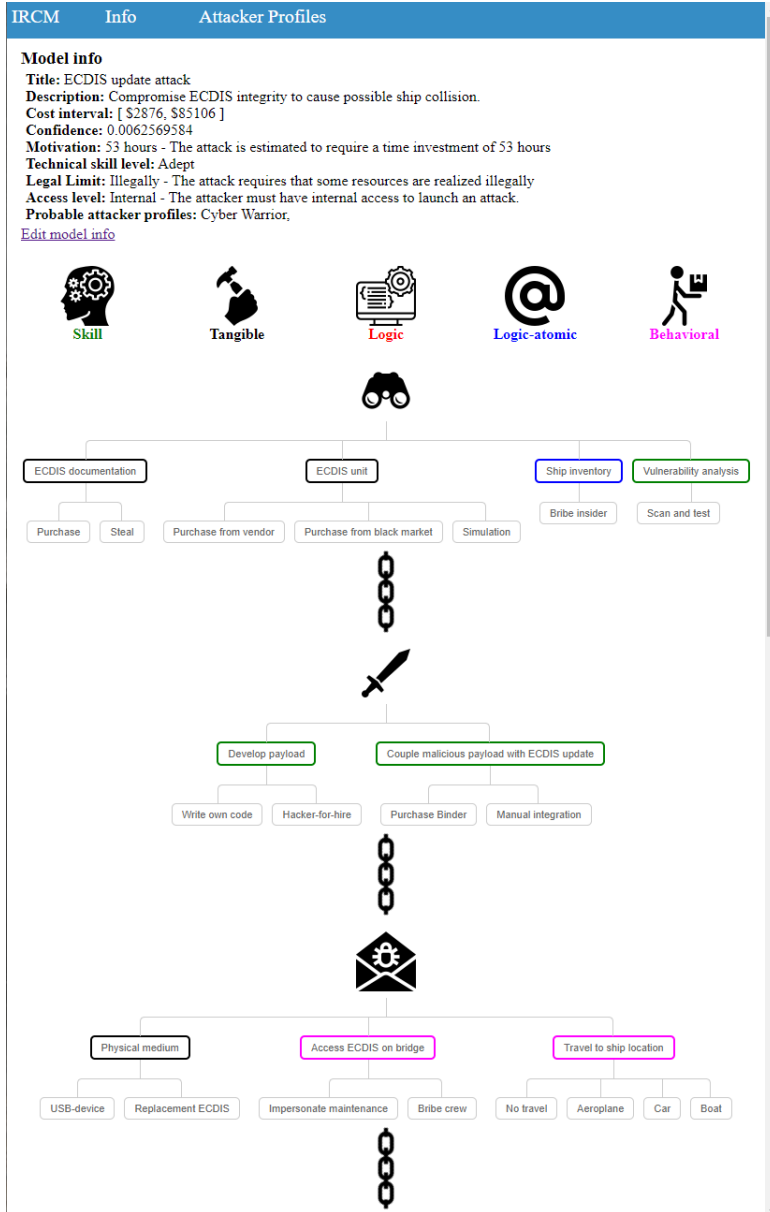 IRCM Info Attacker Profiles
Model info
Title: ECDIS update attack
Description: Compromise ECDIS integrity to cause possible ship collision.
Cost interval: [ $2876, $85106 ]
Confidence: 0.0062569584
Motivation: 53 hours - The attack is estimated to require a time investment of 53 hours
Technical skill level: Adept
Legal Limit: Illegally - The attack requires that some resources are realized illegally
Access level: Internal - The attacker must have internal access to launch an attack.
Probable attacker profiles: Cyber Warrior,
Edit model info
Skill Tangible Logic Logic-atomic Behavioral
ECDIS documentation ECDIS unit Ship inventory Vulnerability analysis
Purchase Steal Purchase from vendor Purchase from black market Simulation Bribe insider Scan and test
Develop payload Couple malicious payload with ECDIS update
Write own code Hacker-for-hire Purchase Binder Manual integration
Physical medium Access ECDIS on bridge Travel to ship location
USB-device Replacement ECDIS Impersonate maintenance Bribe crew No travel Aeroplane Car Boat